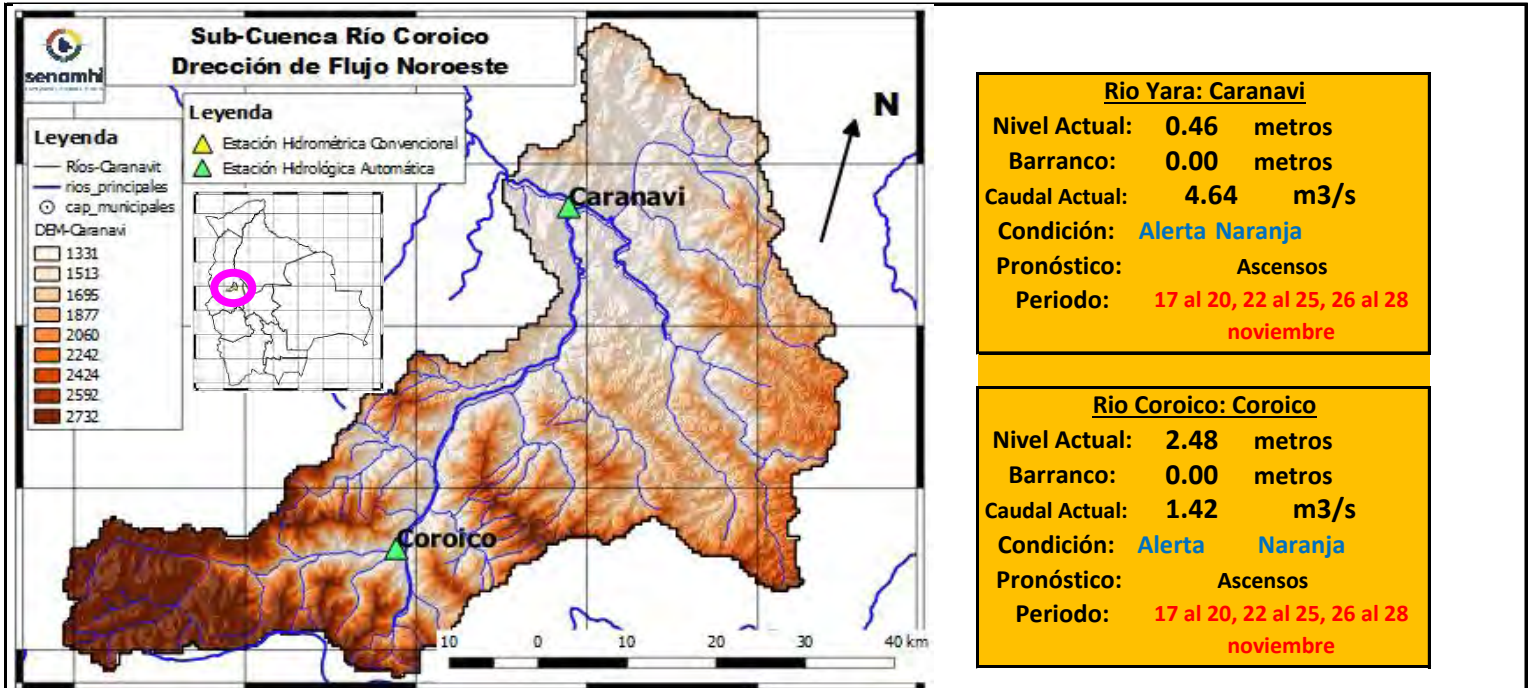 senamhi
Sub-Cuenca Río Coroico
Drección de Flujo Noroeste
Leyenda
Estación Hidrométrica Convencional
Estación Hidrológica Automática
Leyenda
Ríos-Caranavit
rios_principales
cap_municipales
DEM-Caranavi
1331
1513
1695
1877
2060
2242
2424
2592
2732
N
Caranavi
Coroico
10 0 10 20 30 40 km
Rio Yara: Caranavi
Nivel Actual: 0.46 metros
Barranco: 0.00 metros
Caudal Actual: 4.64 m3/s
Condición: Alerta Naranja
Pronóstico: Ascensos
Periodo: 17 al 20, 22 al 25, 26 al 28
noviembre
Rio Coroico: Coroico
Nivel Actual: 2.48 metros
Barranco: 0.00 metros
Caudal Actual: 1.42 m3/s
Condición: Alerta Naranja
Pronóstico: Ascensos
Periodo: 17 al 20, 22 al 25, 26 al 28
noviembre